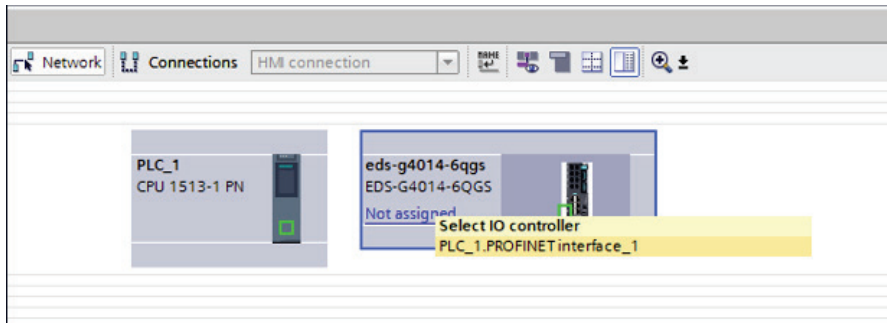 Network Connections HMI connection
NAME
PLC_1
CPU 1513-1 PN
eds-g4014-6qgs
EDS-G4014-6QGS
Not assigned
Select IO controller
PLC_1.PROFINET interface_1